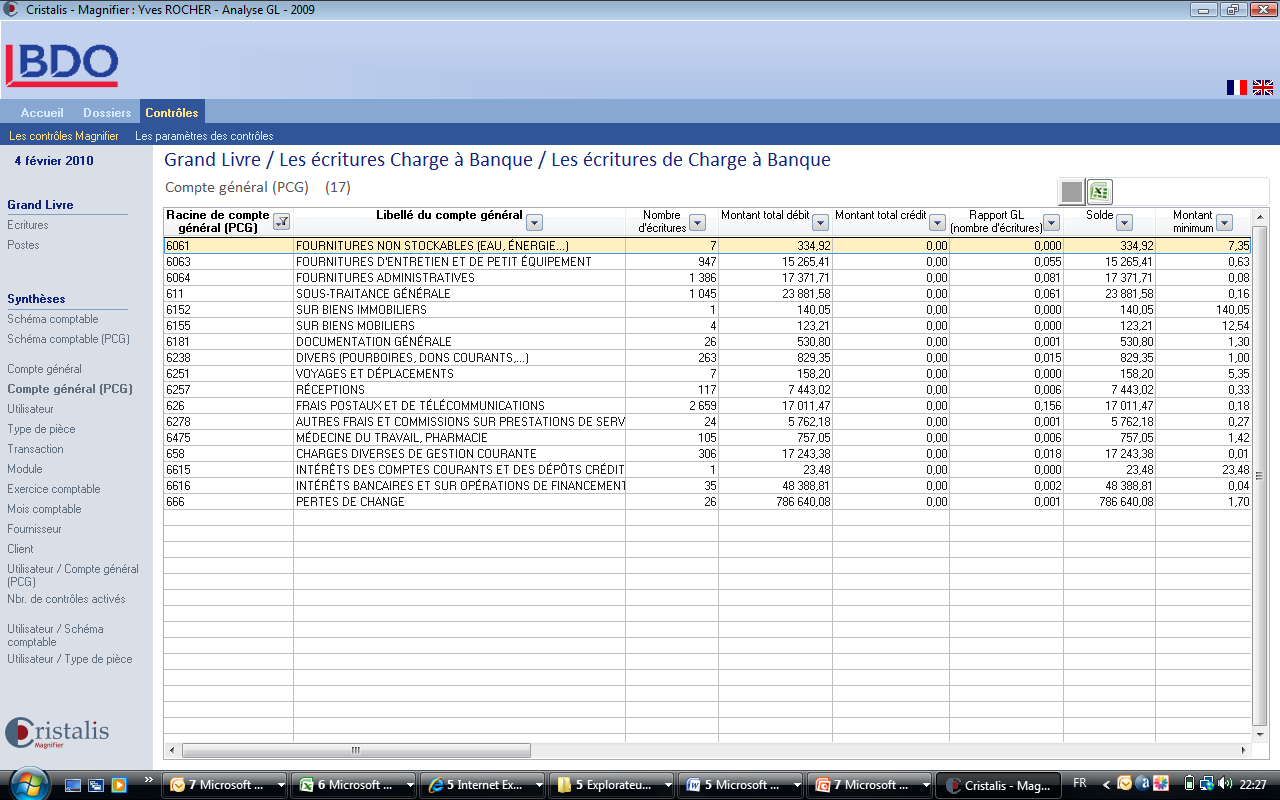 Cristalis - Magnifier : Yves ROCHER - Analyse GL - 2009
BDO
Accueil Dossiers Contrôles
Les contrôles Magnifier Les paramètres des contrôles
4 février 2010
Grand Livre / Les écritures Charge à Banque / Les écritures de Charge à Banque
Compte général (PCG) (17)
Grand Livre
Ecritures
Postes
Synthèses
Schéma comptable
Schéma comptable (PCG)
Compte général
Compte général (PCG)
Utilisateur
Type de pièce
Transaction
Module
Exercice comptable
Mois comptable
Fournisseur
Client
Utilisateur / Compte général
(PCG)
Nbr. de contrôles activés
Utilisateur / Schéma
comptable
Utilisateur / Type de pièce
Cristalis
Magnifier
Racine de compte général (PCG) Libellé du compte général Nombre d'écritures Montant total débit Montant total crédit Rapport GL (nombre d'écritures) Solde Montant minimum
6061 FOURNITURES NON STOCKABLES (EAU, ÉNERGIE...) 7 334,92 0,00 0,000 334,92 7,35
6063 FOURNITURES D'ENTRETIEN ET DE PETIT ÉQUIPEMENT 947 15 265,41 0,00 0,055 15 265,41 0,63
6064 FOURNITURES ADMINISTRATIVES 1 386 17 371,71 0,00 0,081 17 371,71 0,08
611 SOUS-TRAITANCE GÉNÉRALE 1 045 23 881,58 0,00 0,061 23 881,58 0,16
6152 SUR BIENS IMMOBILIERS 1 140,05 0,00 0,000 140,05 140,05
6155 SUR BIENS MOBILIERS 4 123,21 0,00 0,000 123,21 12,54
6181 DOCUMENTATION GÉNÉRALE 26 530,80 0,00 0,001 530,80 1,30
6238 DIVERS (POURBOIRES, DONS COURANTS,...) 263 829,35 0,00 0,015 829,35 1,00
6251 VOYAGES ET DÉPLACEMENTS 7 158,20 0,00 0,000 158,20 5,35
6257 RÉCEPTIONS 117 7 443,02 0,00 0,006 7 443,02 0,33
626 FRAIS POSTAUX ET DE TÉLÉCOMMUNICATIONS 2 659 17 011,47 0,00 0,156 17 011,47 0,18
6278 AUTRES FRAIS ET COMMISSIONS SUR PRESTATIONS DE SERV 24 5 762,18 0,00 0,001 5 762,18 0,27
6475 MÉDECINE DU TRAVAIL, PHARMACIE 105 757,05 0,00 0,006 757,05 1,42
658 CHARGES DIVERSES DE GESTION COURANTE 306 17 243,38 0,00 0,018 17 243,38 0,01
6615 INTÉRÊTS DES COMPTES COURANTS ET DES DÉPÔTS CRÉDIT 1 23,48 0,00 0,000 23,48 23,48
6616 INTÉRÊTS BANCAIRES ET SUR OPÉRATIONS DE FINANCEMENT 35 48 388,81 0,00 0,002 48 388,81 0,04
666 PERTES DE CHANGE 26 786 640,08 0,00 0,001 786 640,08 1,70
7 Microsoft ... 6 Microsoft ... 5 Internet Ex... 5 Explorateu... 5 Microsoft ... 7 Microsoft ... Cristalis - Mag... FR 22:27